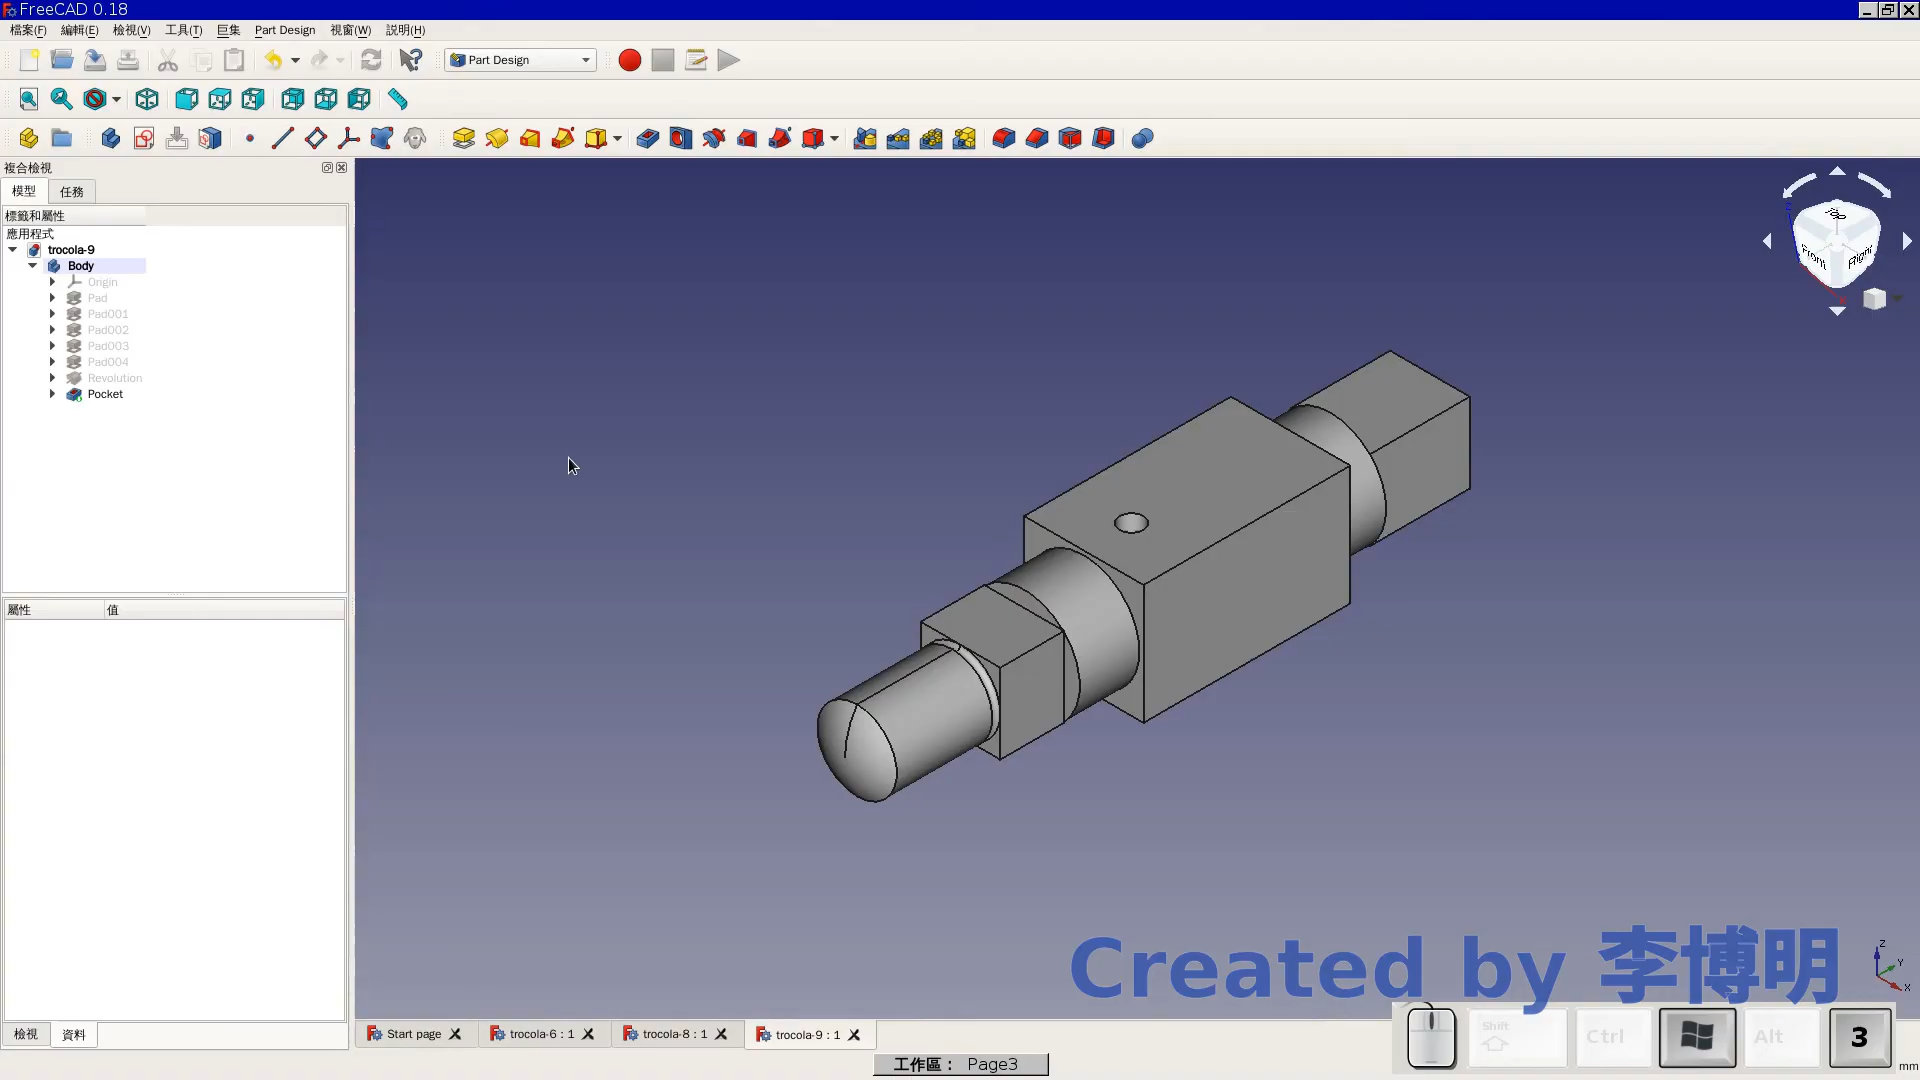 FreeCAD 0.18
檔案(F) 編輯(E) 檢視(V) 工具(T) 巨集 Part Design 視窗(W) 説明(H)
Part Design
複合檢視
模型 任務
標籤和屬性
應用程式
trocola-9
Body
Origin
Pad
Pad001
Pad002
Pad003
Pad004
Revolution
Pocket
屬性 值
Top
Front Right
Z
Y
X
Created by 李博明
檢視 資料
Start page trocola-6 : 1 trocola-8 : 1 trocola-9 : 1
Shift Ctrl Alt 3
工作區： Page3
mm